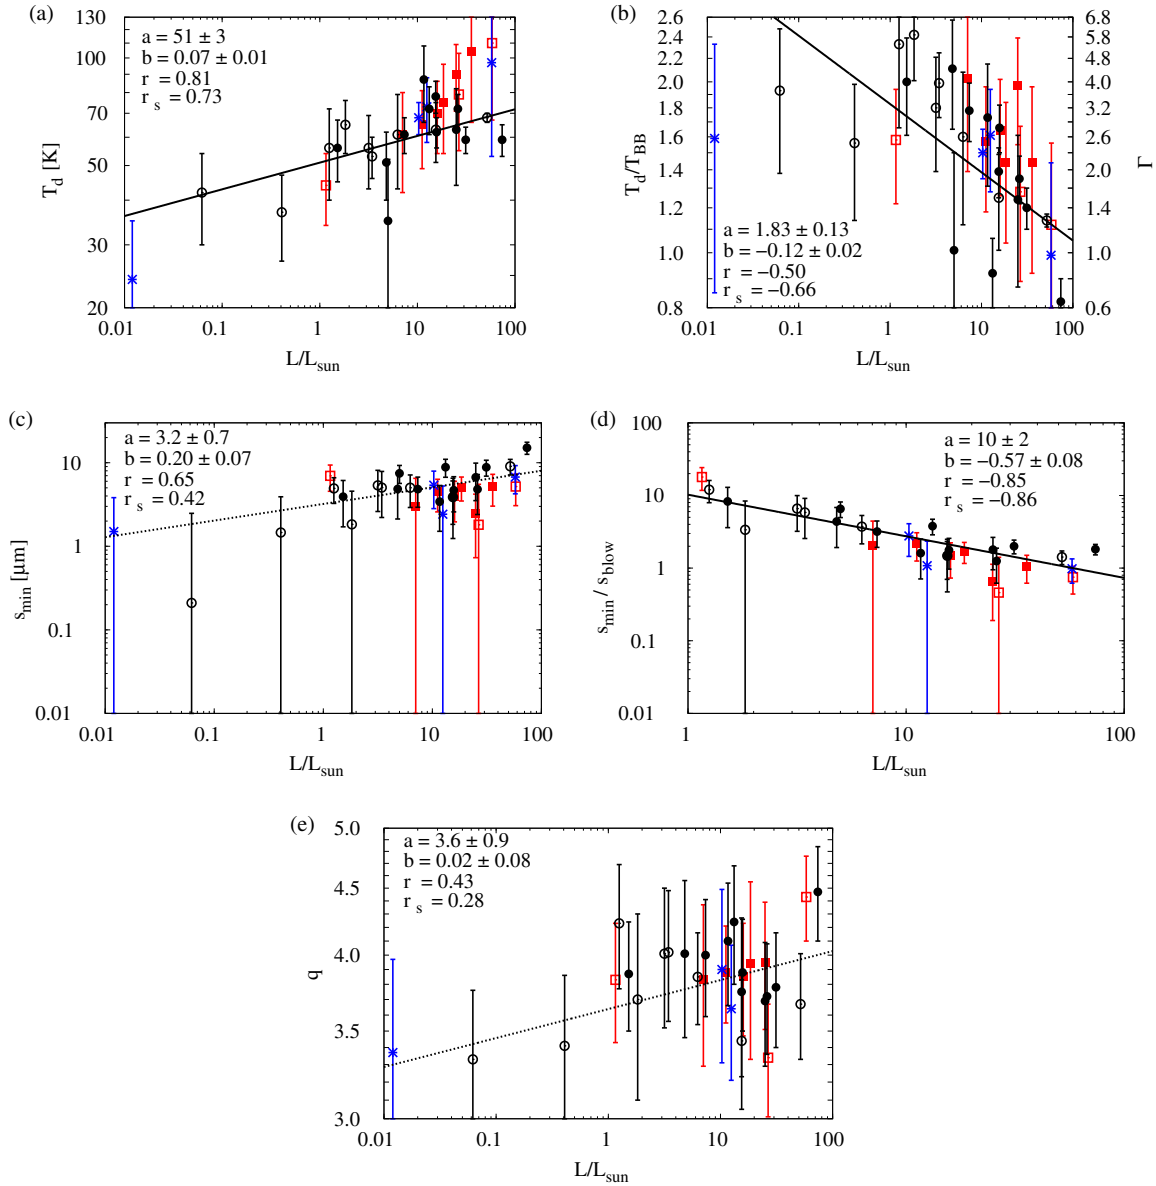 (a)
130
100
70
50
30
20
T_d [K]
a = 51 ± 3
b = 0.07 ± 0.01
r = 0.81
r_s = 0.73
0.01
0.1
1
10
100
L/L_sun
(b)
2.6
2.4
2.2
2.0
1.8
1.6
1.4
1.2
1.0
0.8
T_d/T_BB
a = 1.83 ± 0.13
b = −0.12 ± 0.02
r = −0.50
r_s = −0.66
6.8
5.8
4.8
4.0
3.2
2.6
2.0
1.4
1.0
0.6
Γ
0.01
0.1
1
10
100
L/L_sun
(c)
10
1
0.1
0.01
s_min [μm]
a = 3.2 ± 0.7
b = 0.20 ± 0.07
r = 0.65
r_s = 0.42
0.01
0.1
1
10
100
L/L_sun
(d)
100
10
1
0.1
0.01
s_min / s_blow
a = 10 ± 2
b = −0.57 ± 0.08
r = −0.85
r_s = −0.86
1
10
100
L/L_sun
(e)
5.0
4.5
4.0
3.5
3.0
q
a = 3.6 ± 0.9
b = 0.02 ± 0.08
r = 0.43
r_s = 0.28
0.01
0.1
1
10
100
L/L_sun